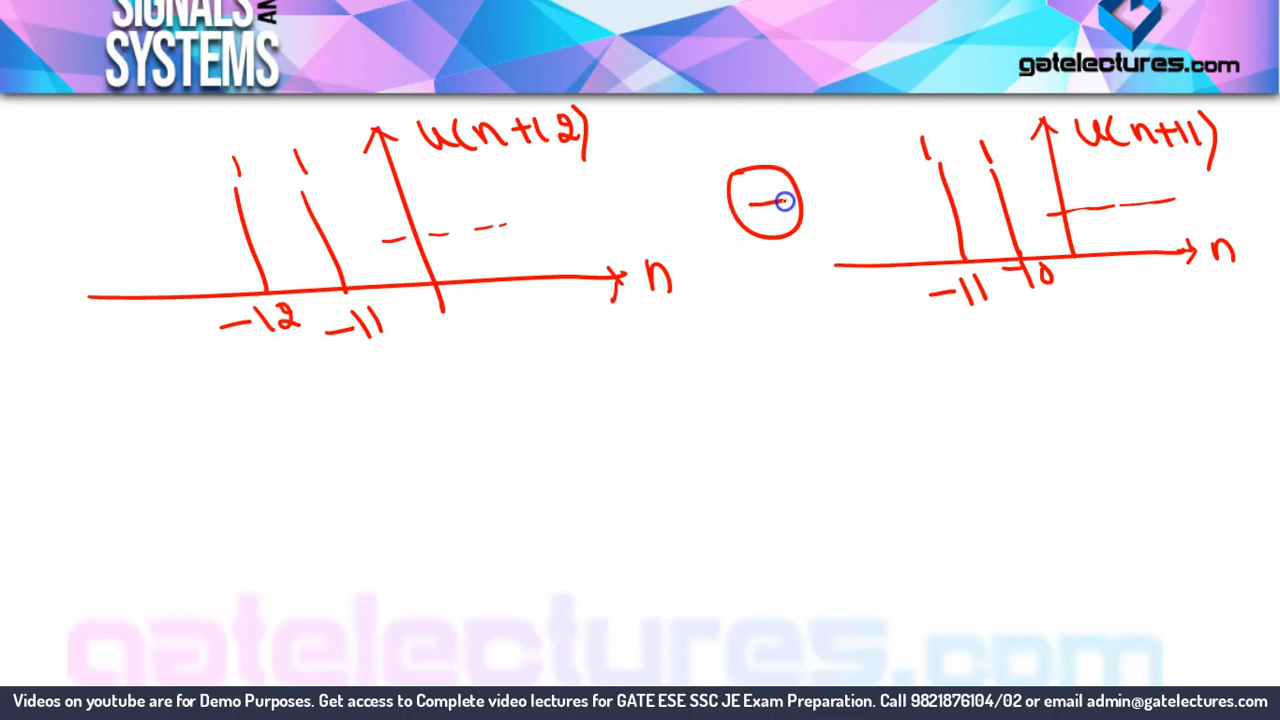 SIGNALS AN
SYSTEMS
gatelectures.com
1 1 u(n+12)
n
-12 -11
-
1 1 u(n+11)
n
-11 -10
gatelectures.com
Videos on youtube are for Demo Purposes. Get access to Complete video lectures for GATE ESE SSC JE Exam Preparation. Call 9821876104/02 or email admin@gatelectures.com